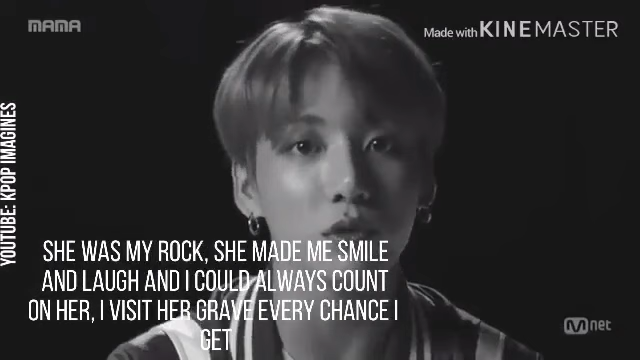 MAMA
Made with KINEMASTER
YOUTUBE: KPOP IMAGINES
SHE WAS MY ROCK, SHE MADE ME SMILE
AND LAUGH AND I COULD ALWAYS COUNT
ON HER, I VISIT HER GRAVE EVERY CHANCE I
GET
M net